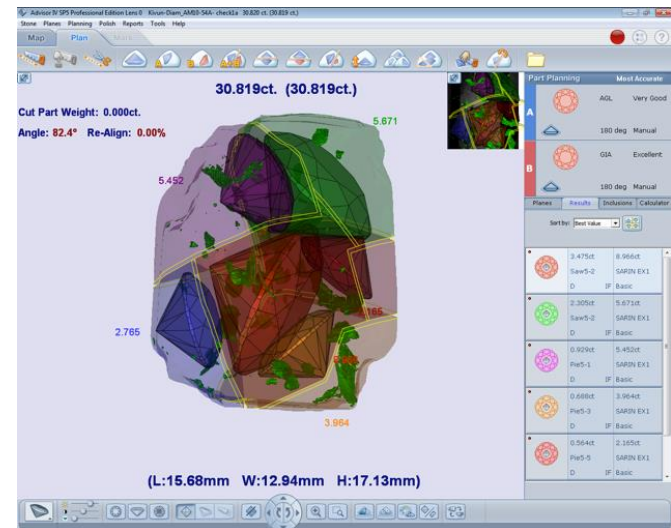 Advisor IV SP5 Professional Edition Lens 0 Kivun-Diam_AM10-54A- check1a 30.820 ct. (30.819 ct.)
Stone Planes Planning Polish Reports Tools Help
Map Plan Mark
30.819ct. (30.819ct.)
Cut Part Weight: 0.000ct.
Angle: 82.4° Re-Align: 0.00%
5.671
5.452
2.765
3.964
(L:15.68mm W:12.94mm H:17.13mm)
Part Planning Most Accurate
A AGL Very Good
180 deg Manual
B GIA Excellent
180 deg Manual
Planes Results Inclusions Calculator
Sort by: Best Value
3.475ct 8.966ct
Saw5-2 SARIN EX1
D IF Basic
2.305ct 5.671ct
Saw5-2 SARIN EX1
D IF Basic
0.929ct 5.452ct
Pie5-1 SARIN EX1
D IF Basic
0.688ct 3.964ct
Pie5-3 SARIN EX1
D IF Basic
0.564ct 2.165ct
Pie5-5 SARIN EX1
D IF Basic